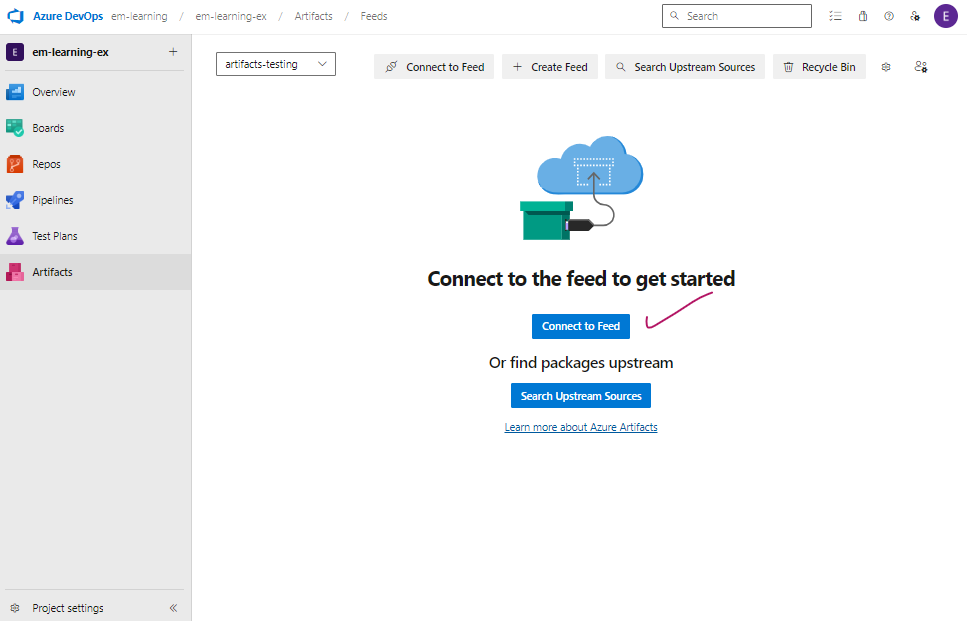 Azure DevOps em-learning / em-learning-ex / Artifacts / Feeds Search E
E em-learning-ex +
artifacts-testing Connect to Feed + Create Feed Search Upstream Sources Recycle Bin
Overview
Boards
Repos
Pipelines
Test Plans
Artifacts
Connect to the feed to get started
Connect to Feed
Or find packages upstream
Search Upstream Sources
Learn more about Azure Artifacts
Project settings